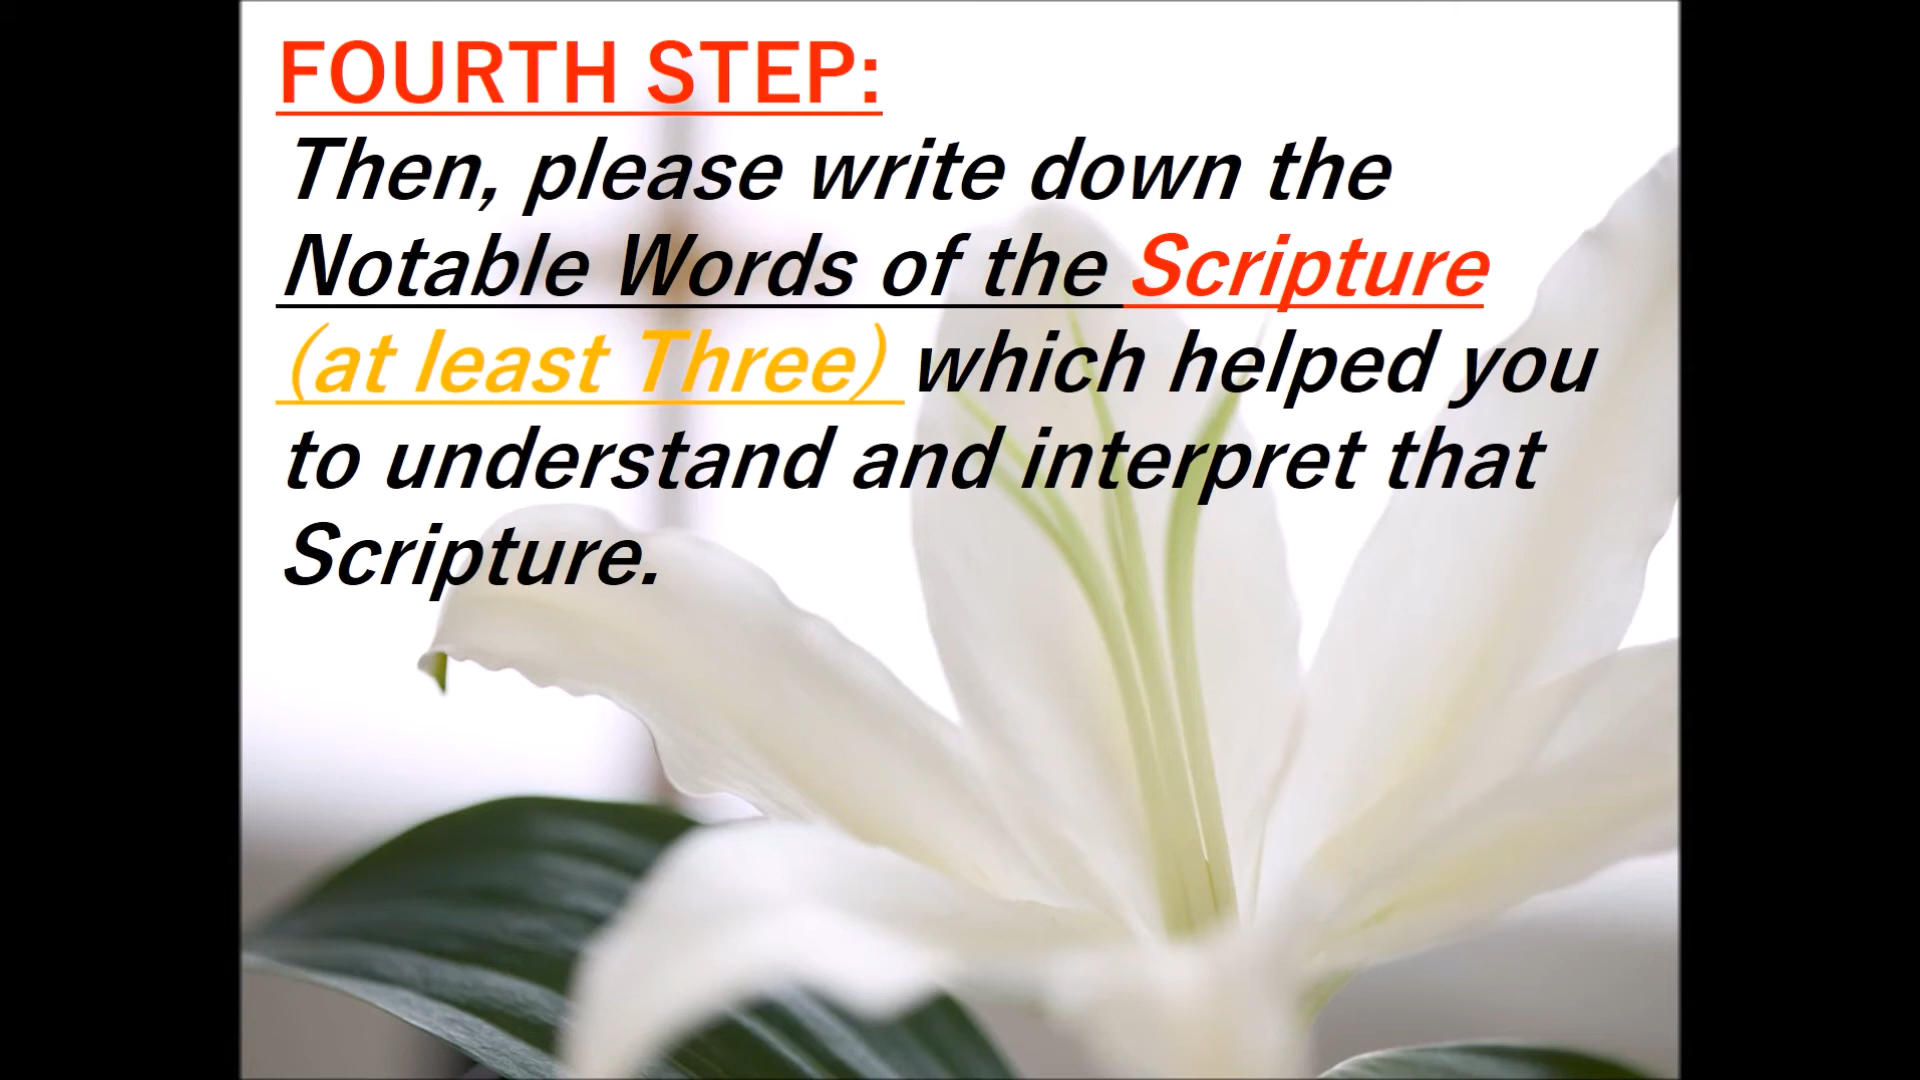 FOURTH STEP:
Then, please write down the
Notable Words of the Scripture
(at least Three) which helped you
to understand and interpret that
Scripture.